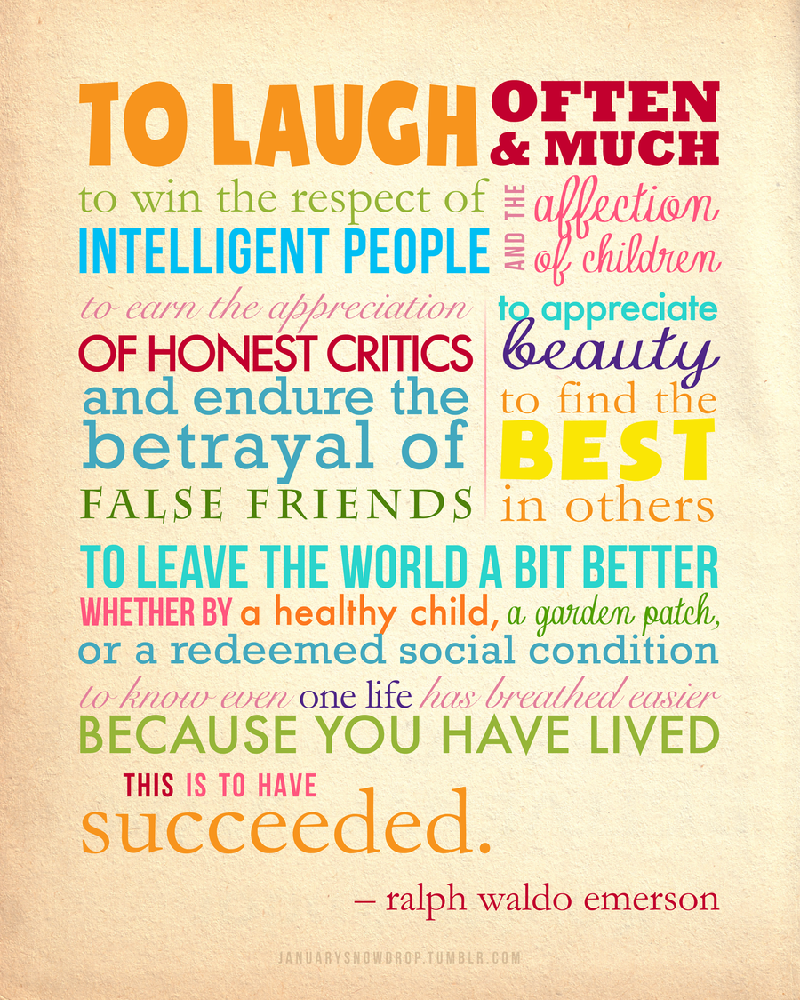 TO LAUGH OFTEN
& MUCH
to win the respect of
INTELLIGENT PEOPLE
AND THE
affection
of children
to earn the appreciation
OF HONEST CRITICS
and endure the
betrayal of
FALSE FRIENDS
to appreciate
beauty
to find the
BEST
in others
TO LEAVE THE WORLD A BIT BETTER
WHETHER BY a healthy child, a garden patch,
or a redeemed social condition
to know even one life has breathed easier
BECAUSE YOU HAVE LIVED
THIS IS TO HAVE
succeeded.
– ralph waldo emerson
JANUARYSNOWDROP.TUMBLR.COM